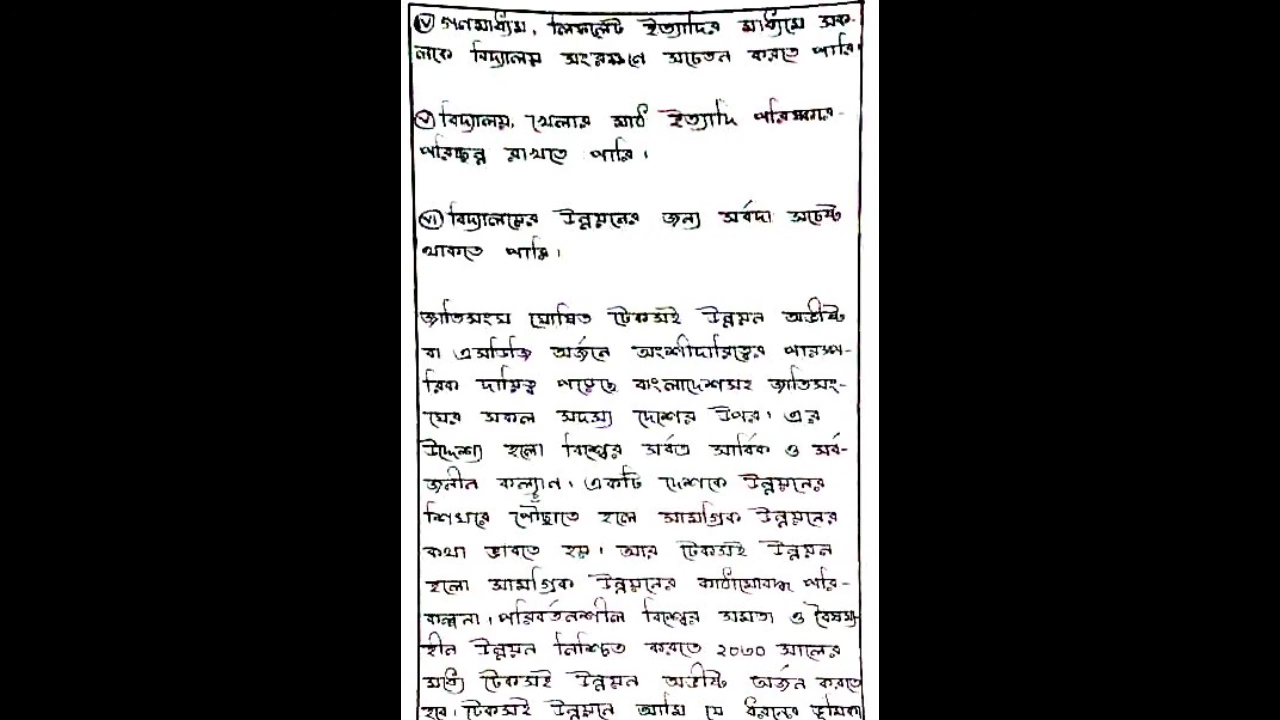 (iv) গনমাধ্যম, লিফলেট ইত্যাদির মাধ্যমে সক-
লকে বিদ্যালয় সংরক্ষনে সচেতন করতে পারি।
(v) বিদ্যালয়, খেলার মাঠ ইত্যাদি পরিষ্কার-
পরিচ্ছন্ন রাখতে পারি।
(vi) বিদ্যালয়ের উন্নয়নের জন্য সর্বদা সচেষ্ট
থাকতে পারি।
জাতিসংঘ ঘোষিত টেকসই উন্নয়ন অভীষ্ট
বা এসডিজি অর্জনে অংশীদারিত্বের পারস্প-
রিক দায়িত্ব পড়েছে বাংলাদেশসহ জাতিসং-
ঘের সকল সদস্য দেশের উপর। এর
উদ্দেশ্য হলো বিশ্বের সর্বত্র সার্বিক ও সর্ব-
জনীন কল্যান। একটি দেশকে উন্নয়নের
শিখরে পৌঁছাতে হলে সামগ্রিক উন্নয়নের
কথা ভাবতে হয়। আর টেকসই উন্নয়ন
হলো সামগ্রিক উন্নয়নের কাঠামোবদ্ধ পরি-
কল্পনা। পরিবর্তনশীল বিশ্বের সমতা ও বৈষম্য
হীন উন্নয়ন নিশ্চিত করতে ২০৩০ সালের
মধ্যে টেকসই উন্নয়ন অভীষ্ট অর্জন করতে
হবে। টেকসই উন্নয়নে আমি যে ধরনের ভূমিকা